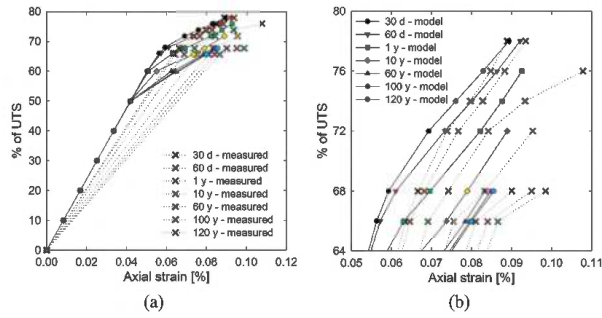 80
70
60
50
40
30
20
10
0
% of UTS
30 d - measured
60 d - measured
1 y - measured
10 y - measured
60 y - measured
100 y - measured
120 y - measured
0.00 0.02 0.04 0.06 0.08 0.10 0.12
Axial strain [%]
(a)
80
76
72
68
64
% of UTS
30 d - model
60 d - model
1 y - model
10 y - model
60 y - model
100 y - model
120 y - model
0.05 0.06 0.07 0.08 0.09 0.10 0.11
Axial strain [%]
(b)